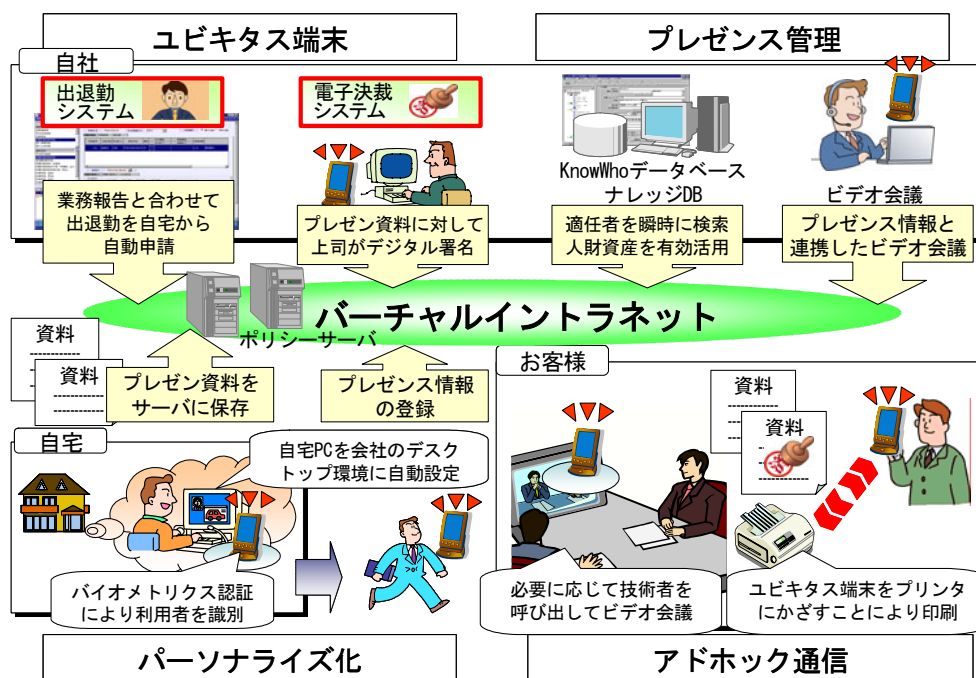 ユビキタス端末
プレゼンス管理
自社
出退勤
システム
電子決裁
システム
業務報告と合わせて
出退勤を自宅から
自動申請
プレゼン資料に対して
上司がデジタル署名
KnowWhoデータベース
ナレッジDB
適任者を瞬時に検索
人財資産を有効活用
ビデオ会議
プレゼンス情報と
連携したビデオ会議
バーチャルイントラネット
ポリシーサーバ
資料
資料
プレゼン資料を
サーバに保存
プレゼンス情報
の登録
お客様
資料
資料
自宅
自宅PCを会社のデスク
トップ環境に自動設定
バイオメトリクス認証
により利用者を識別
必要に応じて技術者を
呼び出してビデオ会議
ユビキタス端末をプリンタ
にかざすことにより印刷
パーソナライズ化
アドホック通信